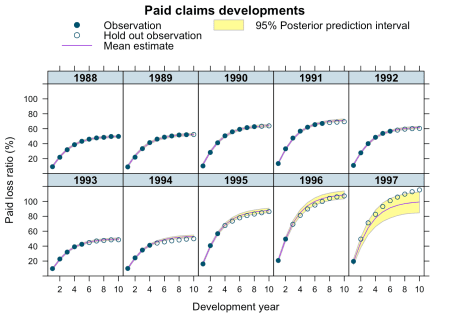 Paid claims developments
Observation
Hold out observation
Mean estimate
95% Posterior prediction interval
1988 1989 1990 1991 1992
100
80
60
40
20
1993 1994 1995 1996 1997
100
80
60
40
20
2 4 6 8 10 2 4 6 8 10 2 4 6 8 10 2 4 6 8 10 2 4 6 8 10
Paid loss ratio (%)
Development year